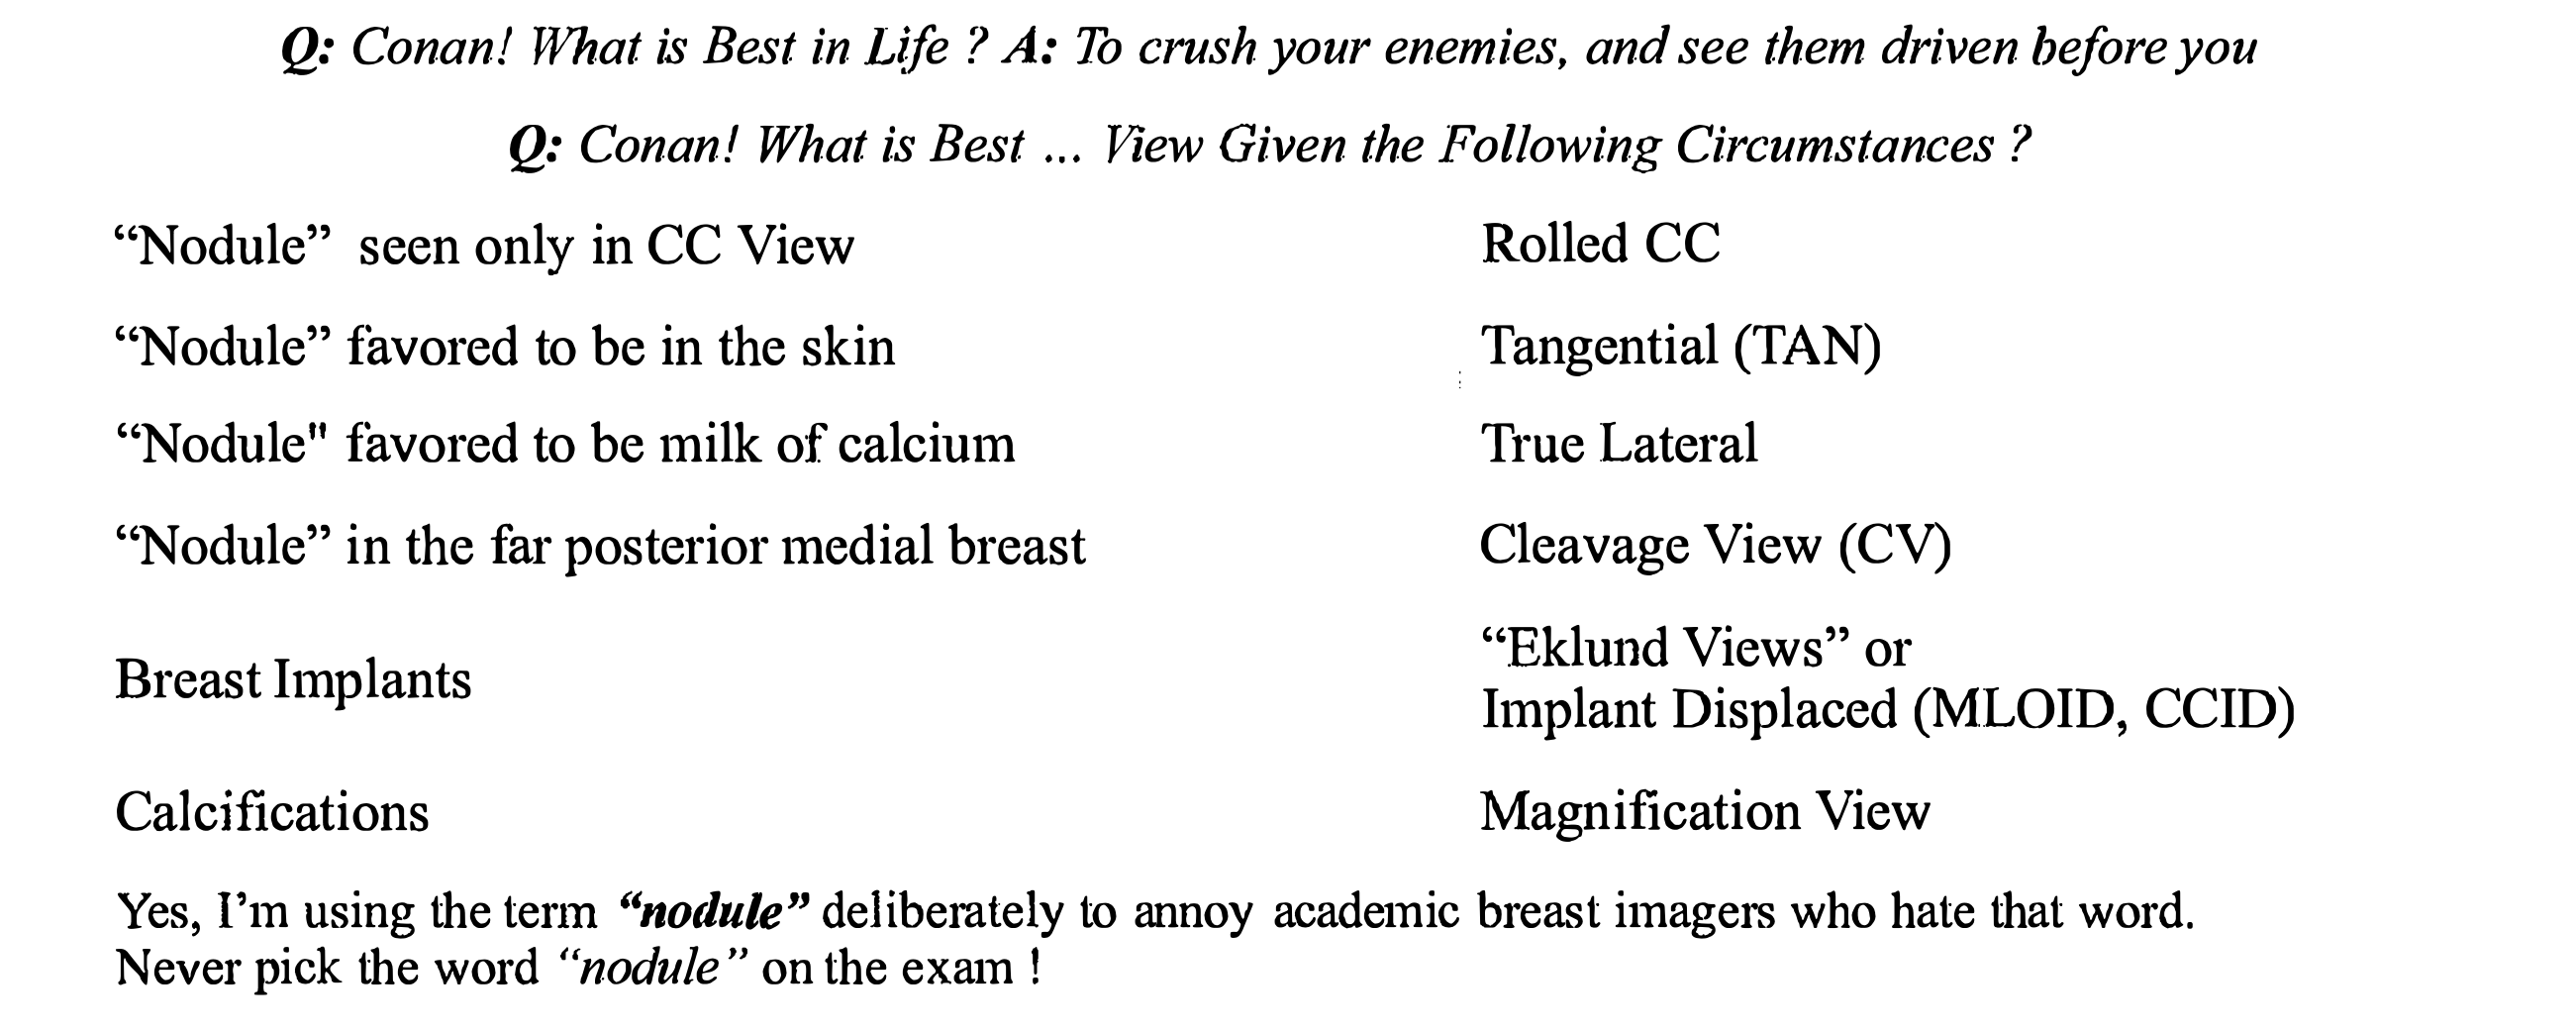 Q: Conan! What is Best in Life ? A: To crush your enemies, and see them driven before you
Q: Conan! What is Best ... View Given the Following Circumstances ?
“Nodule” seen only in CC View Rolled CC
“Nodule” favored to be in the skin Tangential (TAN)
“Nodule" favored to be milk of calcium True Lateral
“Nodule” in the far posterior medial breast Cleavage View (CV)
Breast Implants “Eklund Views” or
Implant Displaced (MLOID, CCID)
Calcifications Magnification View
Yes, I’m using the term “nodule” deliberately to annoy academic breast imagers who hate that word.
Never pick the word “nodule” on the exam !